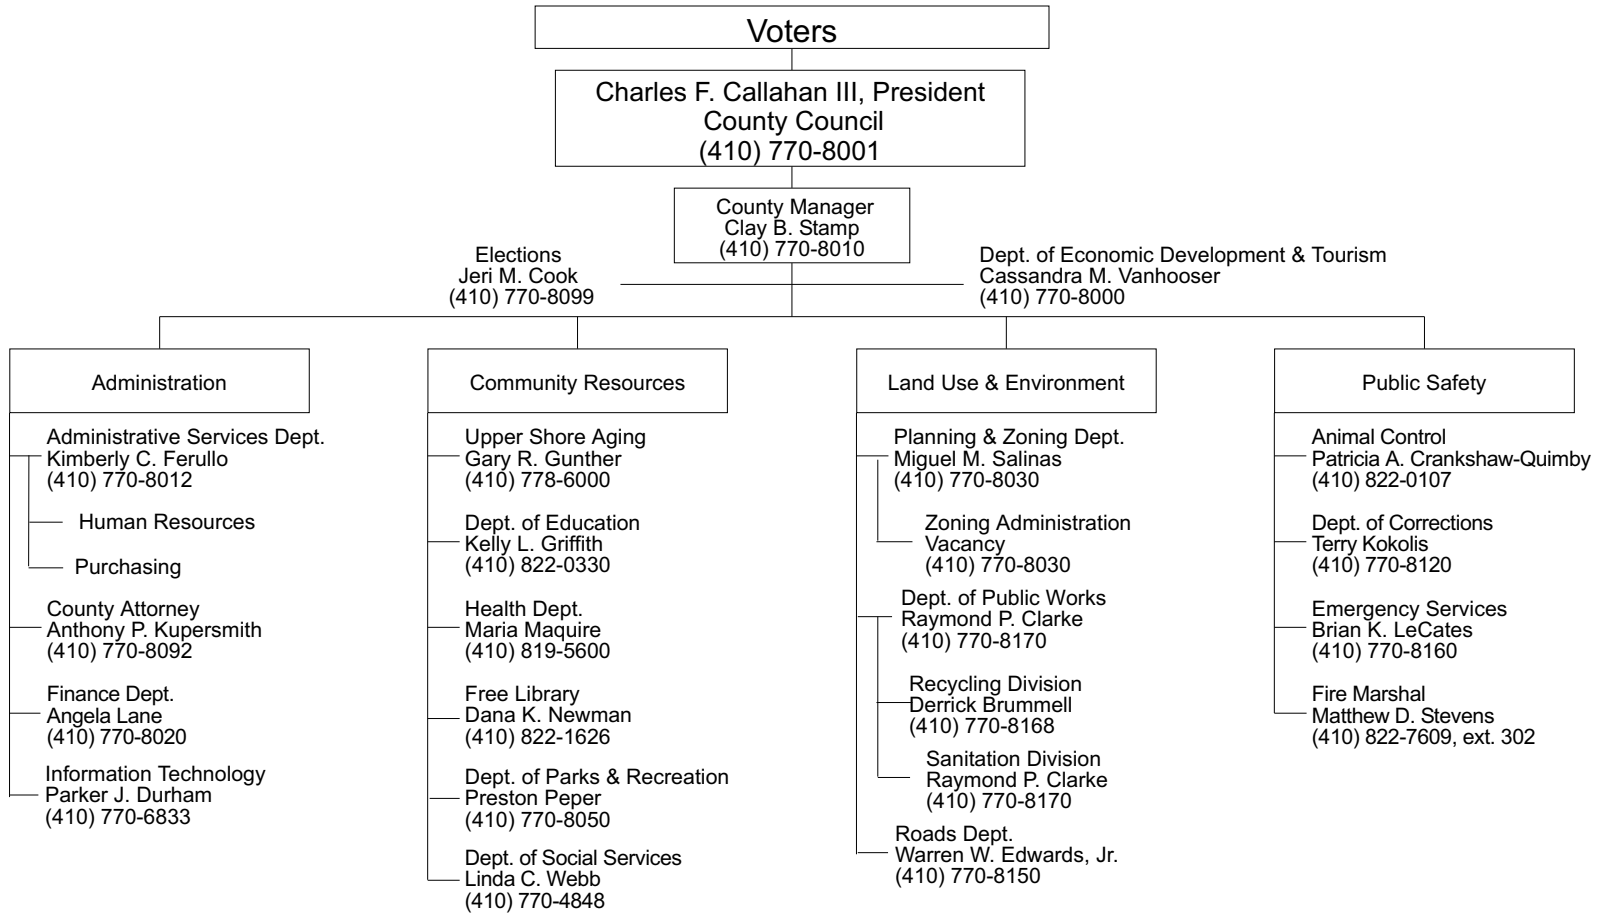 Voters
Charles F. Callahan III, President
County Council
(410) 770-8001
County Manager
Clay B. Stamp
(410) 770-8010
Elections
Jeri M. Cook
(410) 770-8099
Dept. of Economic Development & Tourism
Cassandra M. Vanhooser
(410) 770-8000
Administration
Administrative Services Dept.
Kimberly C. Ferullo
(410) 770-8012
Human Resources
Purchasing
County Attorney
Anthony P. Kupersmith
(410) 770-8092
Finance Dept.
Angela Lane
(410) 770-8020
Information Technology
Parker J. Durham
(410) 770-6833
Community Resources
Upper Shore Aging
Gary R. Gunther
(410) 778-6000
Dept. of Education
Kelly L. Griffith
(410) 822-0330
Health Dept.
Maria Maquire
(410) 819-5600
Free Library
Dana K. Newman
(410) 822-1626
Dept. of Parks & Recreation
Preston Peper
(410) 770-8050
Dept. of Social Services
Linda C. Webb
(410) 770-4848
Land Use & Environment
Planning & Zoning Dept.
Miguel M. Salinas
(410) 770-8030
Zoning Administration
Vacancy
(410) 770-8030
Dept. of Public Works
Raymond P. Clarke
(410) 770-8170
Recycling Division
Derrick Brummell
(410) 770-8168
Sanitation Division
Raymond P. Clarke
(410) 770-8170
Roads Dept.
Warren W. Edwards, Jr.
(410) 770-8150
Public Safety
Animal Control
Patricia A. Crankshaw-Quimby
(410) 822-0107
Dept. of Corrections
Terry Kokolis
(410) 770-8120
Emergency Services
Brian K. LeCates
(410) 770-8160
Fire Marshal
Matthew D. Stevens
(410) 822-7609, ext. 302